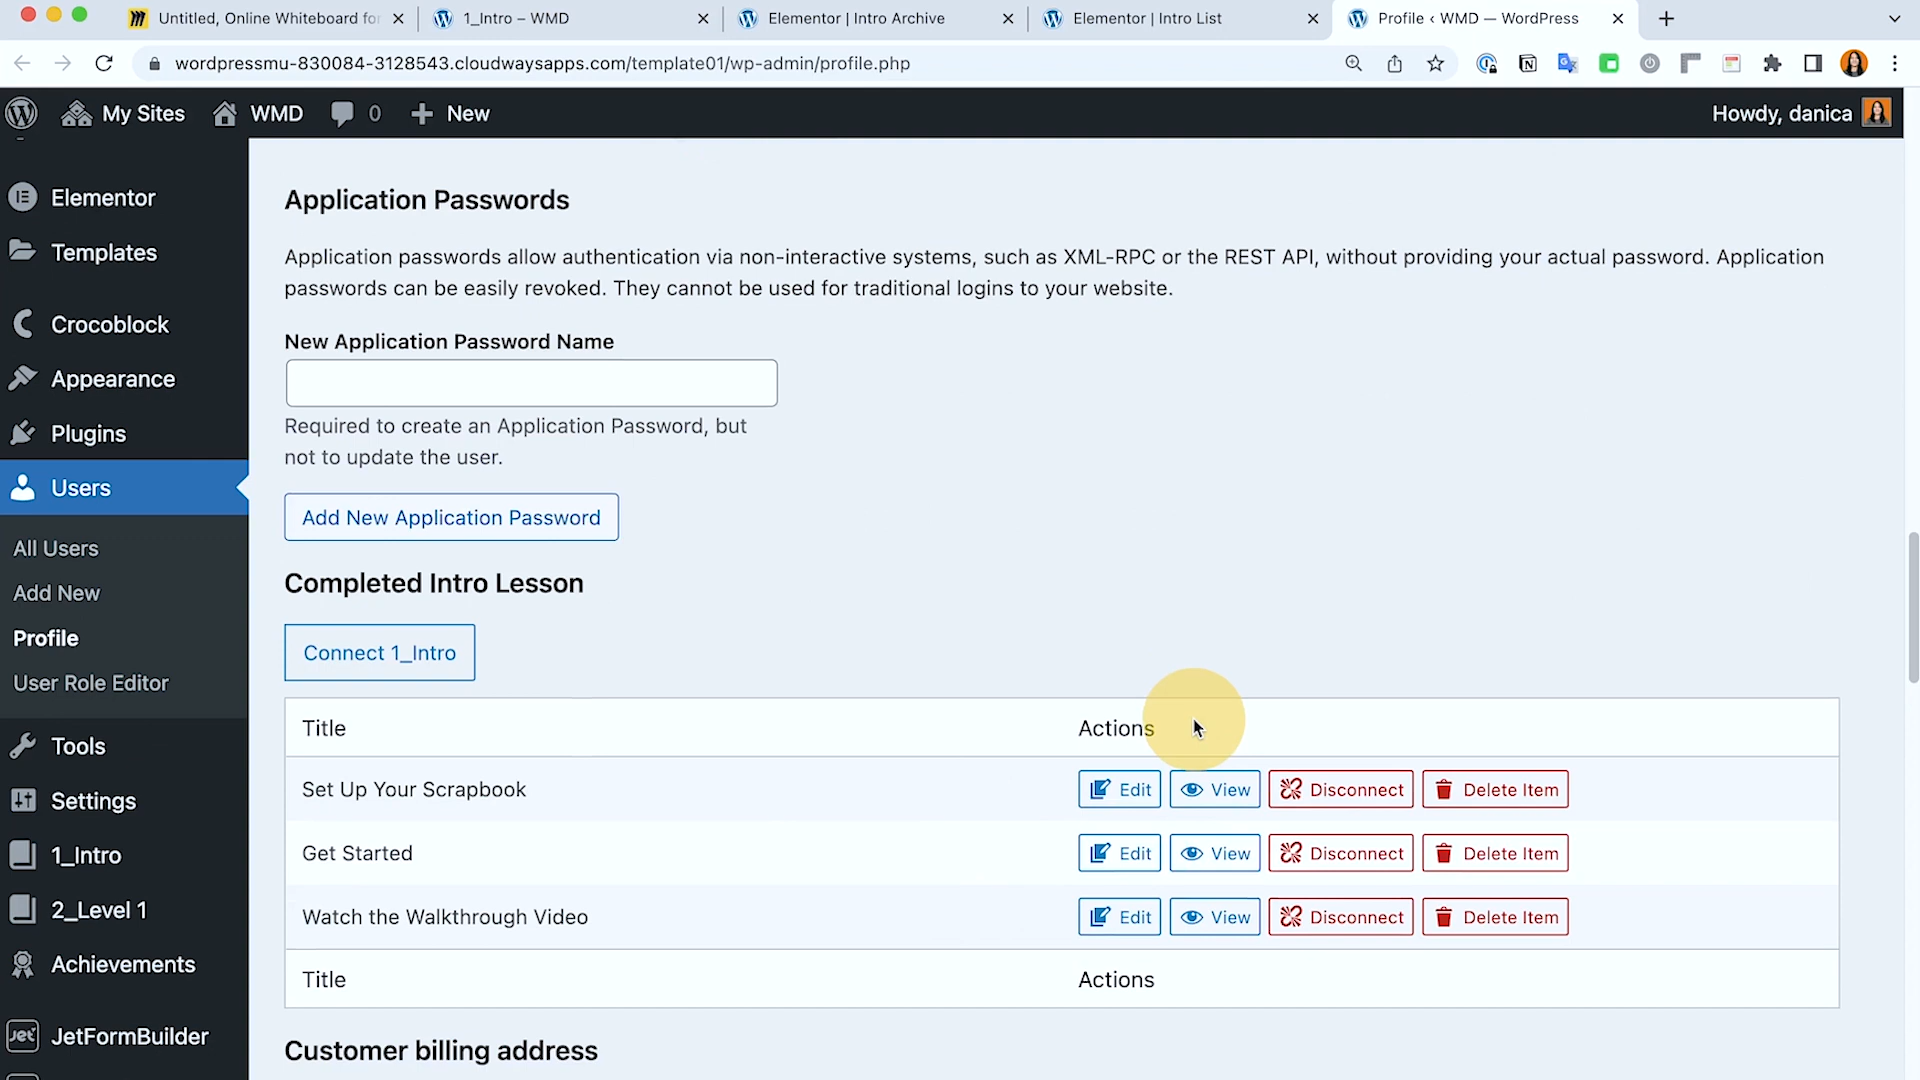 Untitled, Online Whiteboard for
1_Intro – WMD
Elementor | Intro Archive
Elementor | Intro List
Profile ‹ WMD — WordPress
wordpressmu-830084-3128543.cloudwaysapps.com/template01/wp-admin/profile.php
My Sites
WMD
0
New
Howdy, danica
Elementor
Templates
Crocoblock
Appearance
Plugins
Users
All Users
Add New
Profile
User Role Editor
Tools
Settings
1_Intro
2_Level 1
Achievements
JetFormBuilder
Application Passwords
Application passwords allow authentication via non-interactive systems, such as XML-RPC or the REST API, without providing your actual password. Application
passwords can be easily revoked. They cannot be used for traditional logins to your website.
New Application Password Name
Required to create an Application Password, but
not to update the user.
Add New Application Password
Completed Intro Lesson
Connect 1_Intro
Title Actions
Set Up Your Scrapbook Edit View Disconnect Delete Item
Get Started Edit View Disconnect Delete Item
Watch the Walkthrough Video Edit View Disconnect Delete Item
Title Actions
Customer billing address